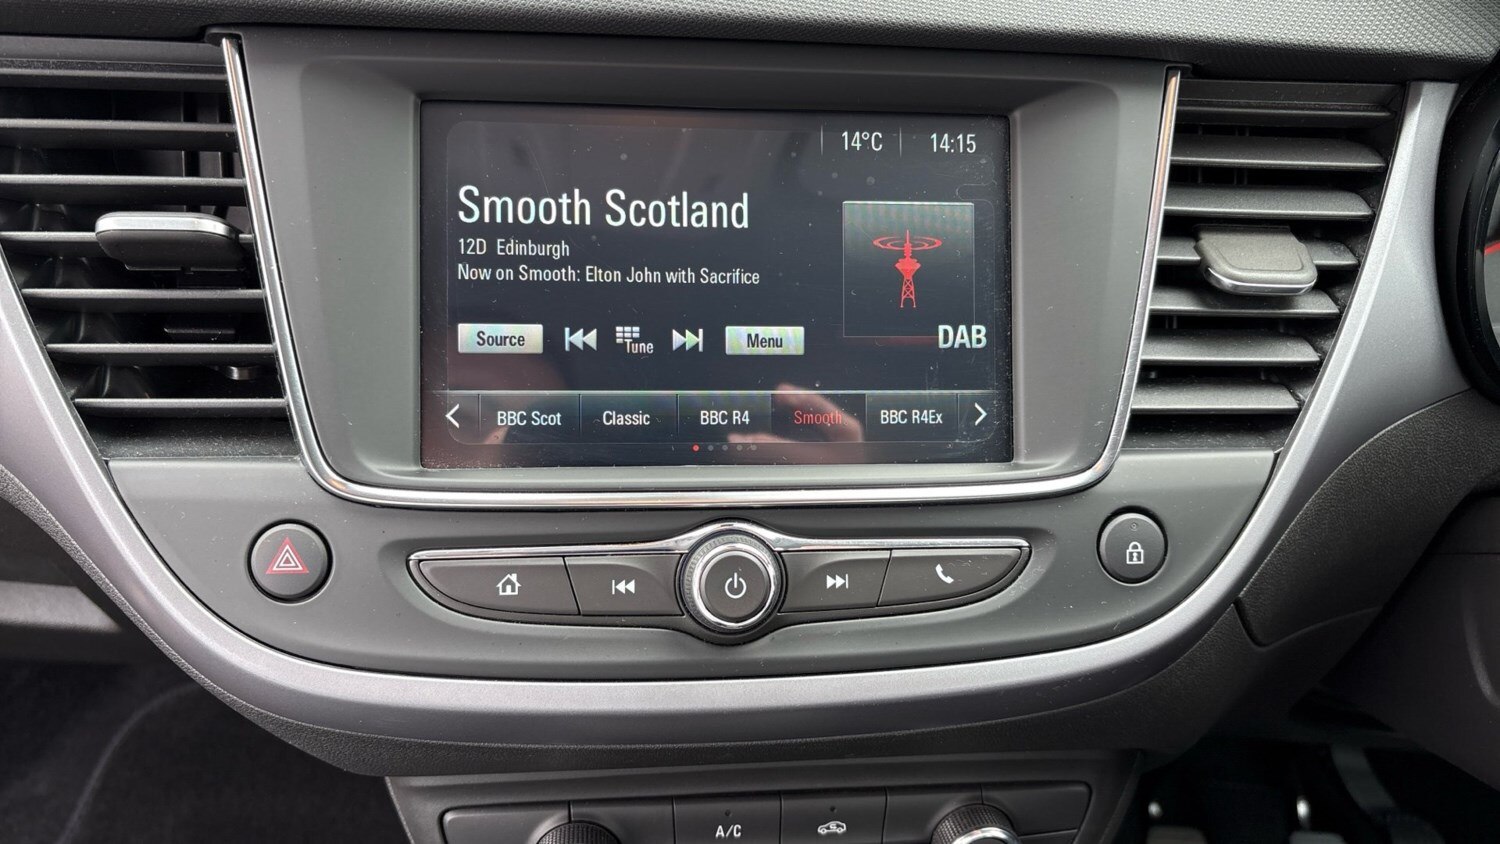 14°C 14:15
Smooth Scotland
12D Edinburgh
Now on Smooth: Elton John with Sacrifice
DAB
Source Tune Menu
BBC Scot Classic BBC R4 Smooth BBC R4Ex
A/C